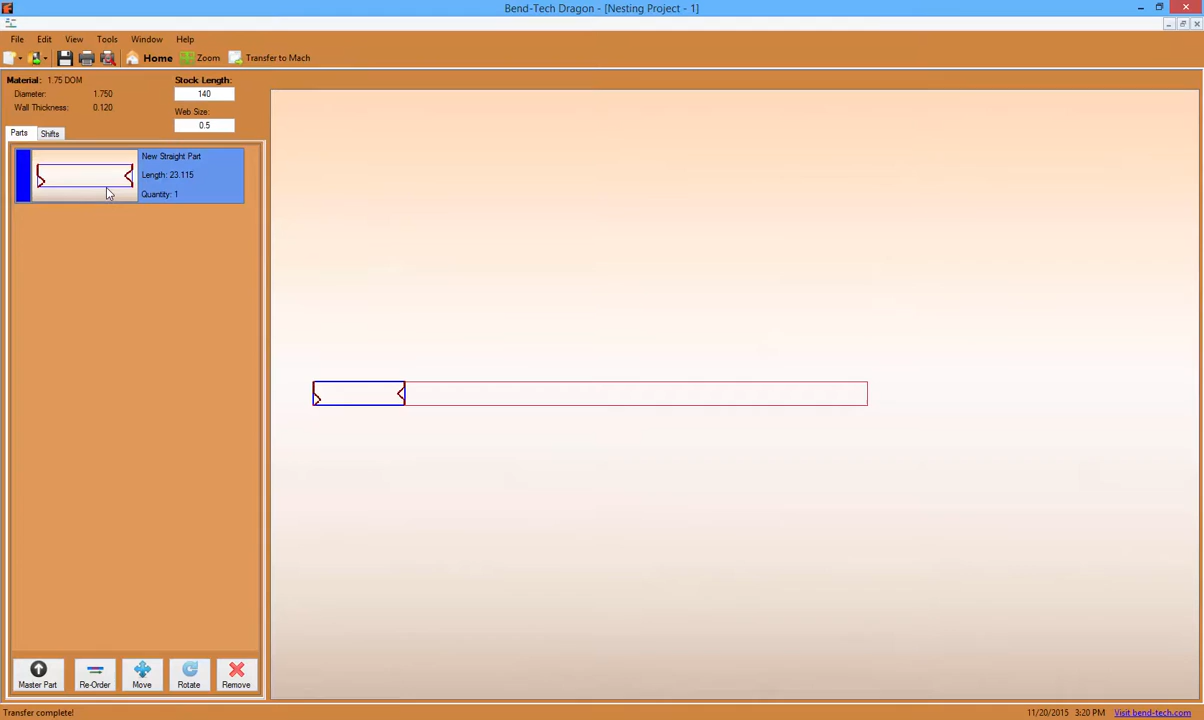 Bend-Tech Dragon - [Nesting Project - 1]
File Edit View Tools Window Help
Home Zoom Transfer to Mach
Material: 1.75 DOM
Diameter: 1.750
Wall Thickness: 0.120
Stock Length:
140
Web Size:
0.5
Parts Shifts
New Straight Part
Length: 23.115
Quantity: 1
Master Part Re-Order Move Rotate Remove
Transfer complete! 11/20/2015 3:20 PM Visit bend-tech.com